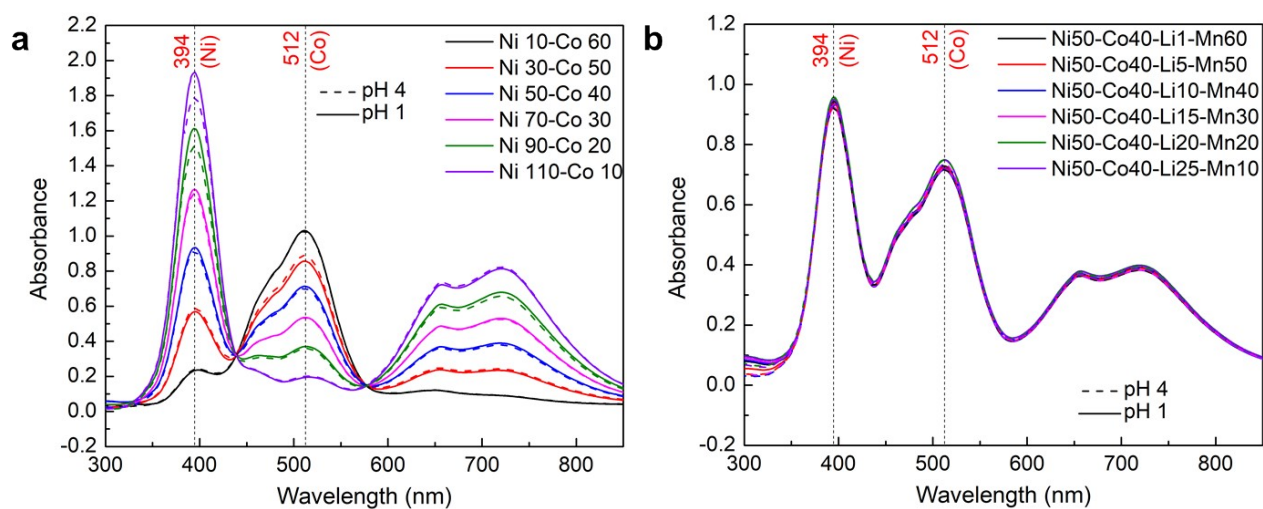 a
2.2
2.0
1.8
1.6
1.4
1.2
1.0
0.8
0.6
0.4
0.2
0.0
-0.2
Absorbance
394
(Ni)
512
(Co)
pH 4
pH 1
Ni 10-Co 60
Ni 30-Co 50
Ni 50-Co 40
Ni 70-Co 30
Ni 90-Co 20
Ni 110-Co 10
300 400 500 600 700 800
Wavelength (nm)
b
1.2
1.0
0.8
0.6
0.4
0.2
0.0
-0.2
Absorbance
394
(Ni)
512
(Co)
Ni50-Co40-Li1-Mn60
Ni50-Co40-Li5-Mn50
Ni50-Co40-Li10-Mn40
Ni50-Co40-Li15-Mn30
Ni50-Co40-Li20-Mn20
Ni50-Co40-Li25-Mn10
pH 4
pH 1
300 400 500 600 700 800
Wavelength (nm)